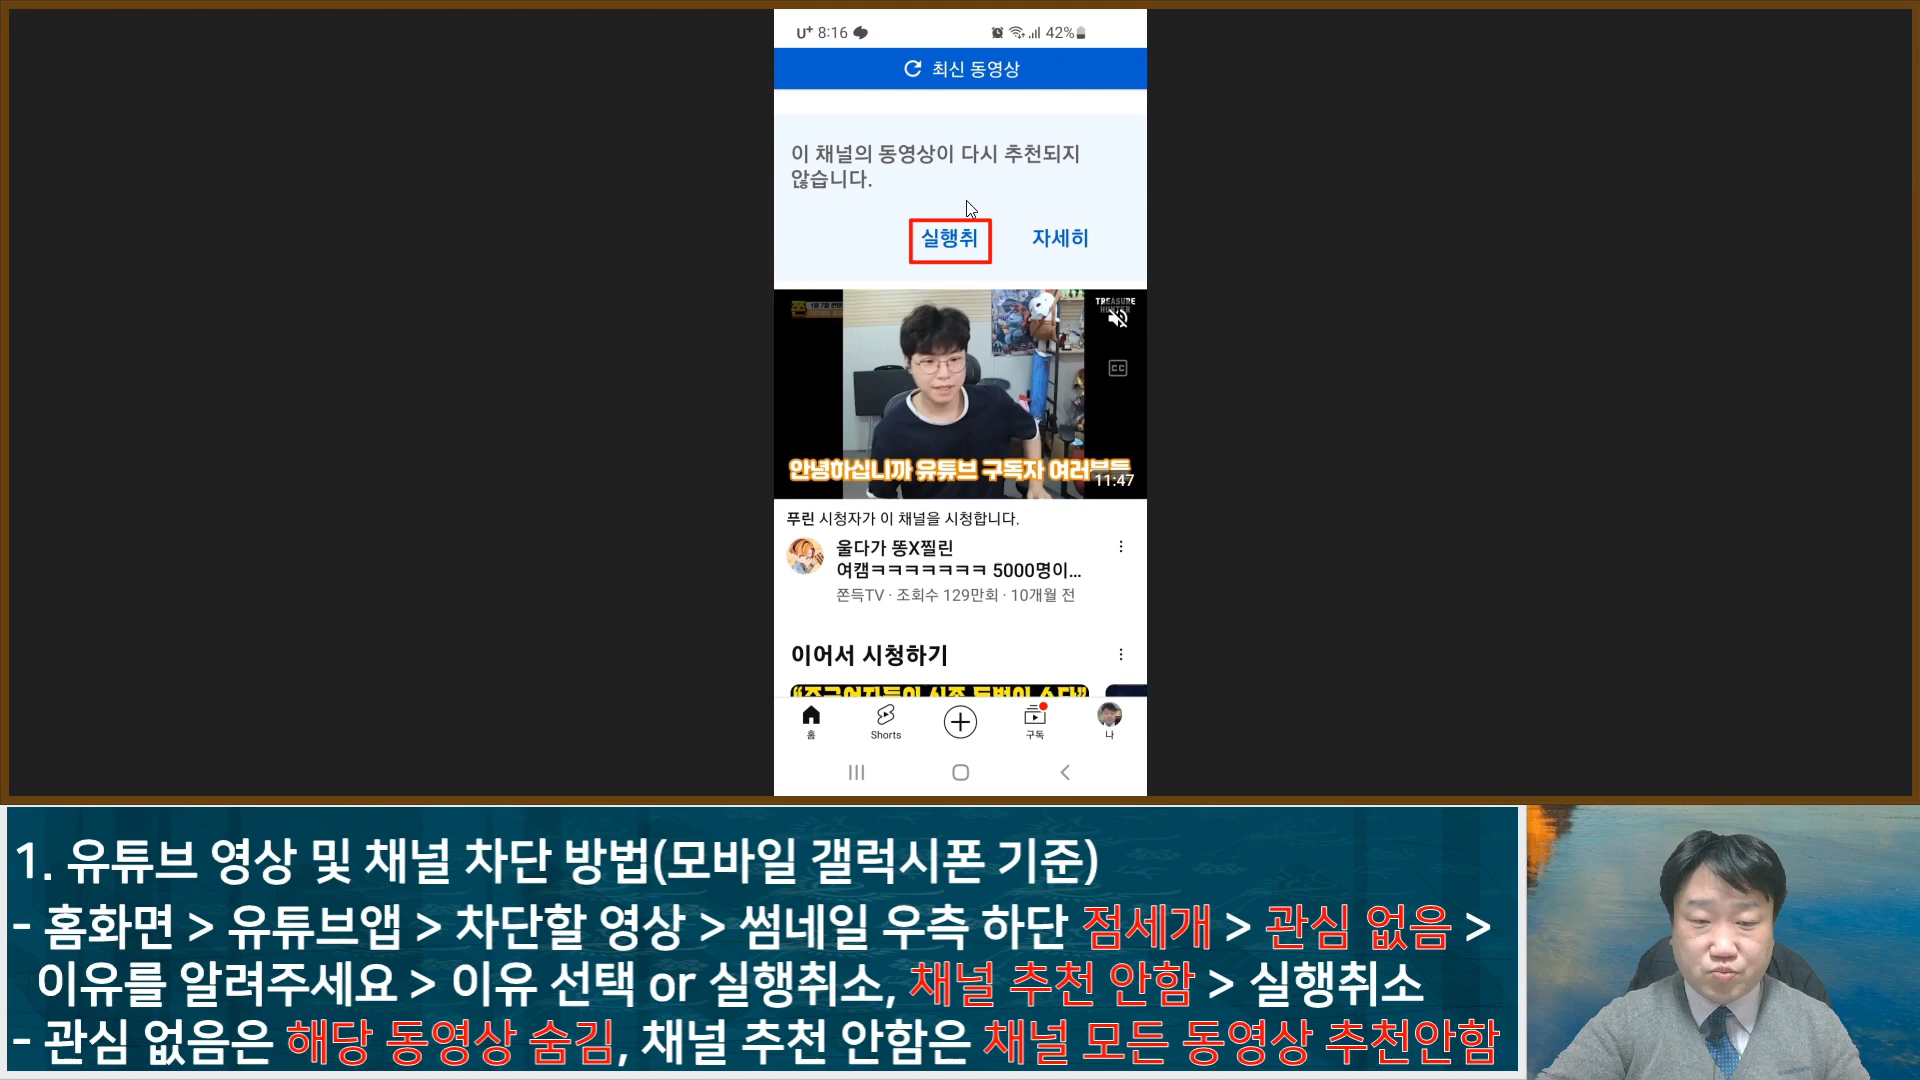 U+ 8:16
42%
최신 동영상
이 채널의 동영상이 다시 추천되지
않습니다.
실행취
자세히
TREASURE
HUNTER
CC
안녕하십니까 유튜브 구독자 여러분들
11:47
푸린 시청자가 이 채널을 시청합니다.
울다가 똥X찔린
여캠ㅋㅋㅋㅋㅋㅋㅋ 5000명이...
쫀득TV · 조회수 129만회 · 10개월 전
이어서 시청하기
홈
Shorts
구독
나
1. 유튜브 영상 및 채널 차단 방법(모바일 갤럭시폰 기준)
- 홈화면 > 유튜브앱 > 차단할 영상 > 썸네일 우측 하단 점세개 > 관심 없음 >
이유를 알려주세요 > 이유 선택 or 실행취소, 채널 추천 안함 > 실행취소
- 관심 없음은 해당 동영상 숨김, 채널 추천 안함은 채널 모든 동영상 추천안함